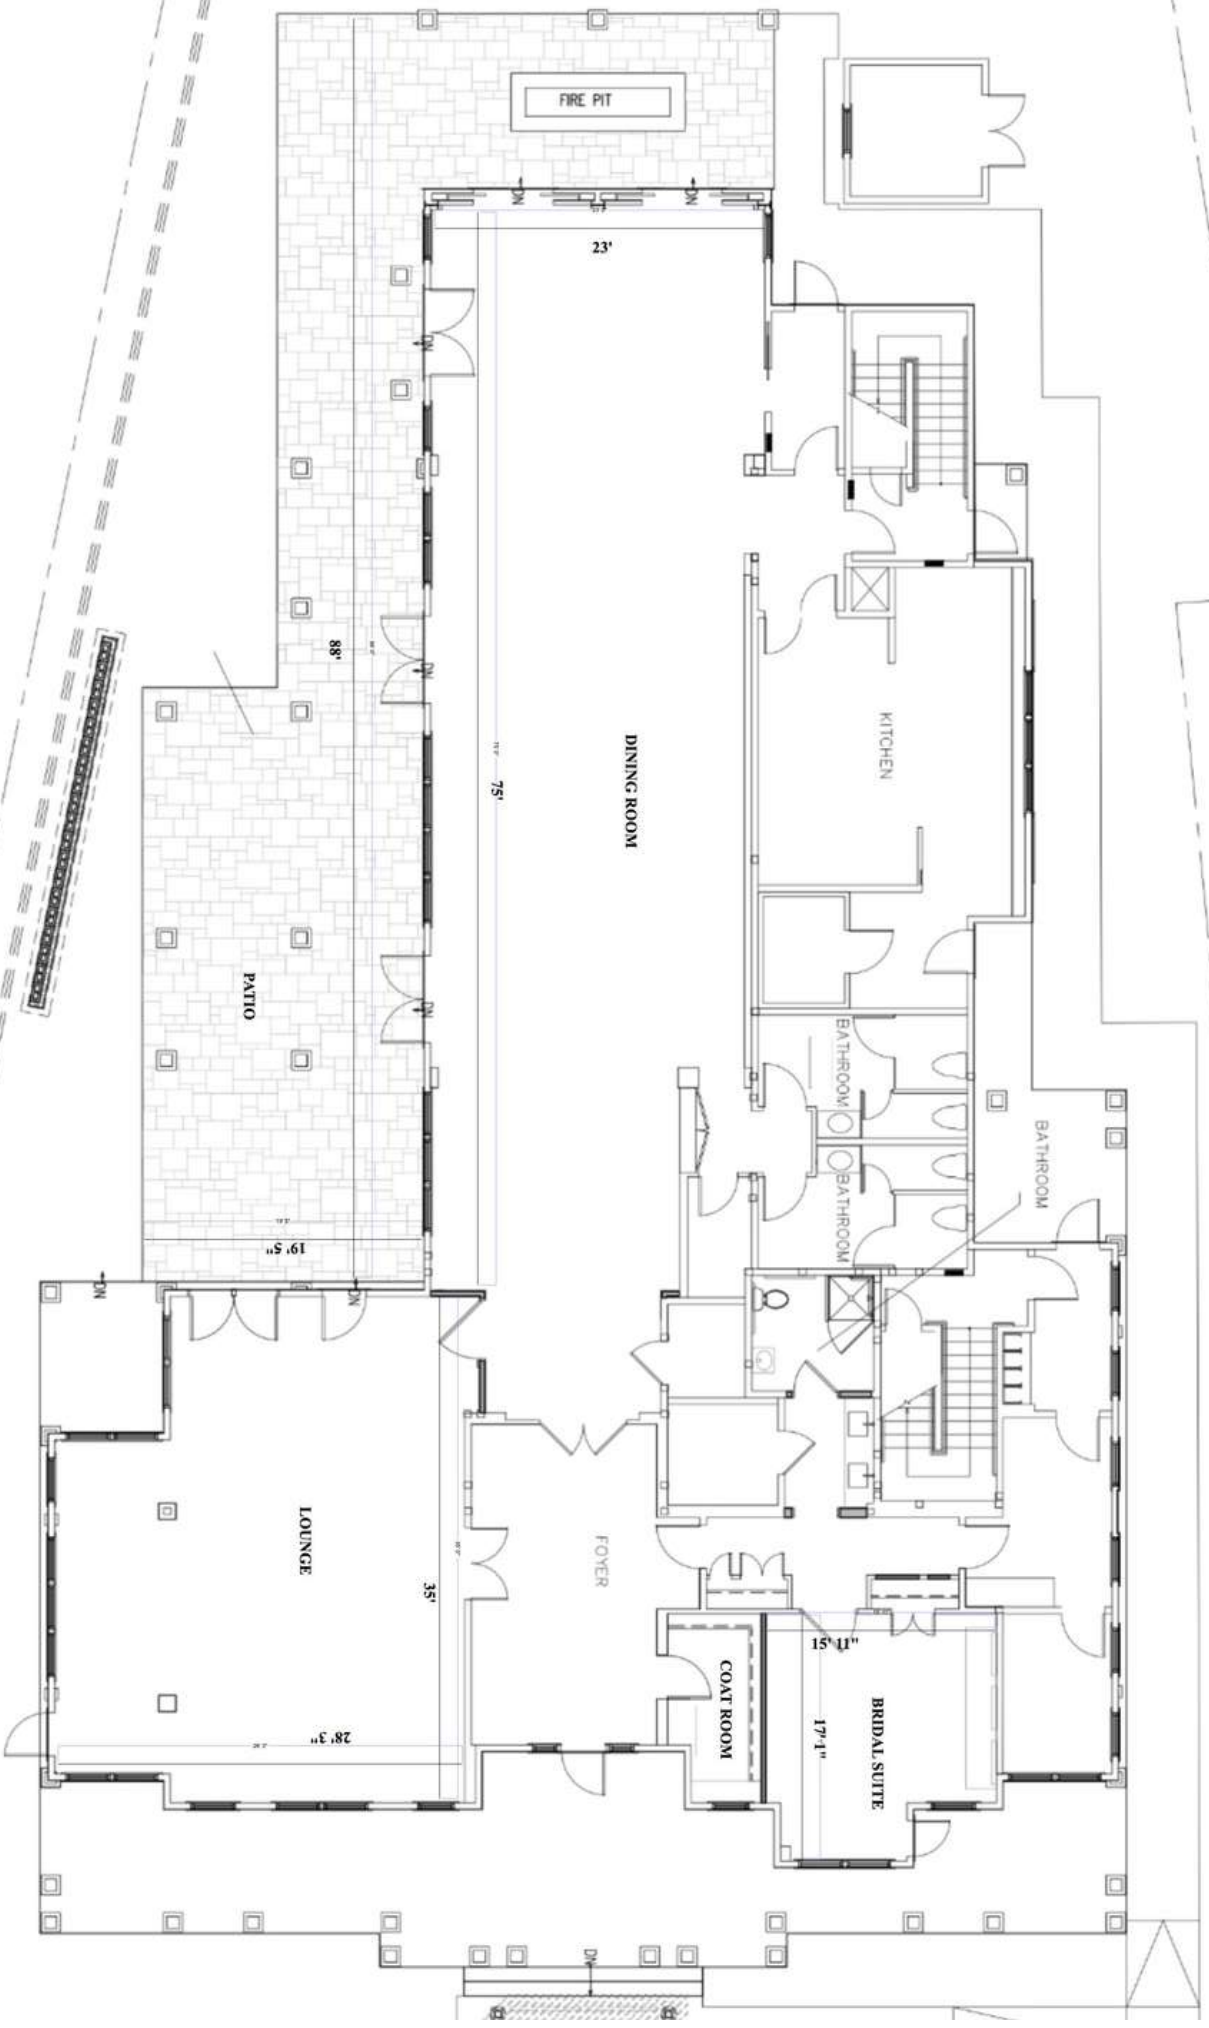 FIRE PIT
DN
DN
23'
DN
88'
DN
DINING ROOM
KITCHEN
75'
PATIO
DN
BATHROOM
BATHROOM
BATHROOM
19' 5"
DN
DN
LOUNGE
FOYER
35'
15' 11"
COAT ROOM
BRIDAL SUITE
17'1"
28' 3"
DN